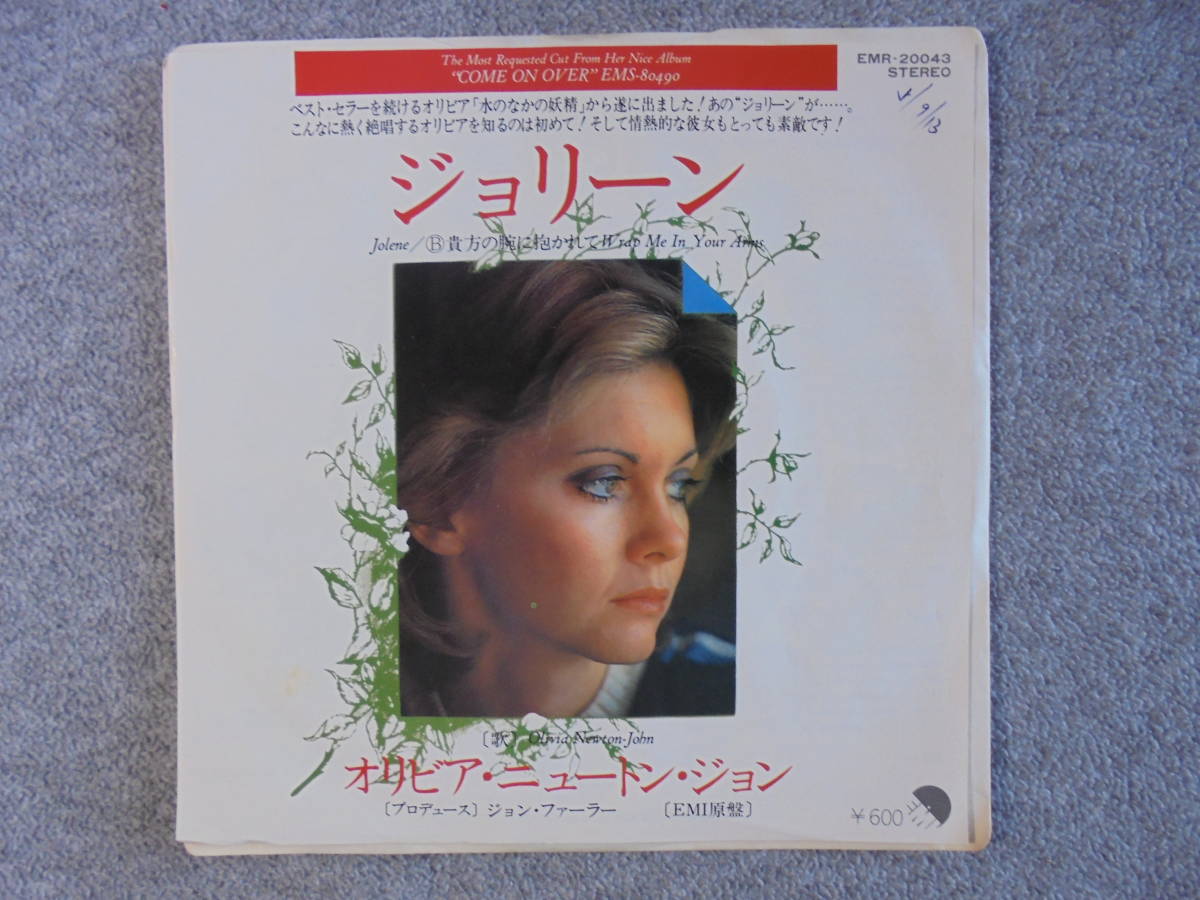 The Most Requested Cut From Her Nice Album
"COME ON OVER" EMS-80490
EMR-20043
STEREO
9/13
ベスト・セラーを続けるオリビア「水のなかの妖精」から遂に出ました!あの"ジョリーン"が……。
こんなに熱く絶唱するオリビアを知るのは初めて!そして情熱的な彼女もとっても素敵です!
ジョリーン
Jolene/Ⓑ貴方の腕に抱かれてWrap Me In Your Arms
〔歌〕Olivia Newton-John
オリビア・ニュートン・ジョン
〔プロデュース〕ジョン・ファーラー 〔EMI原盤〕
¥600